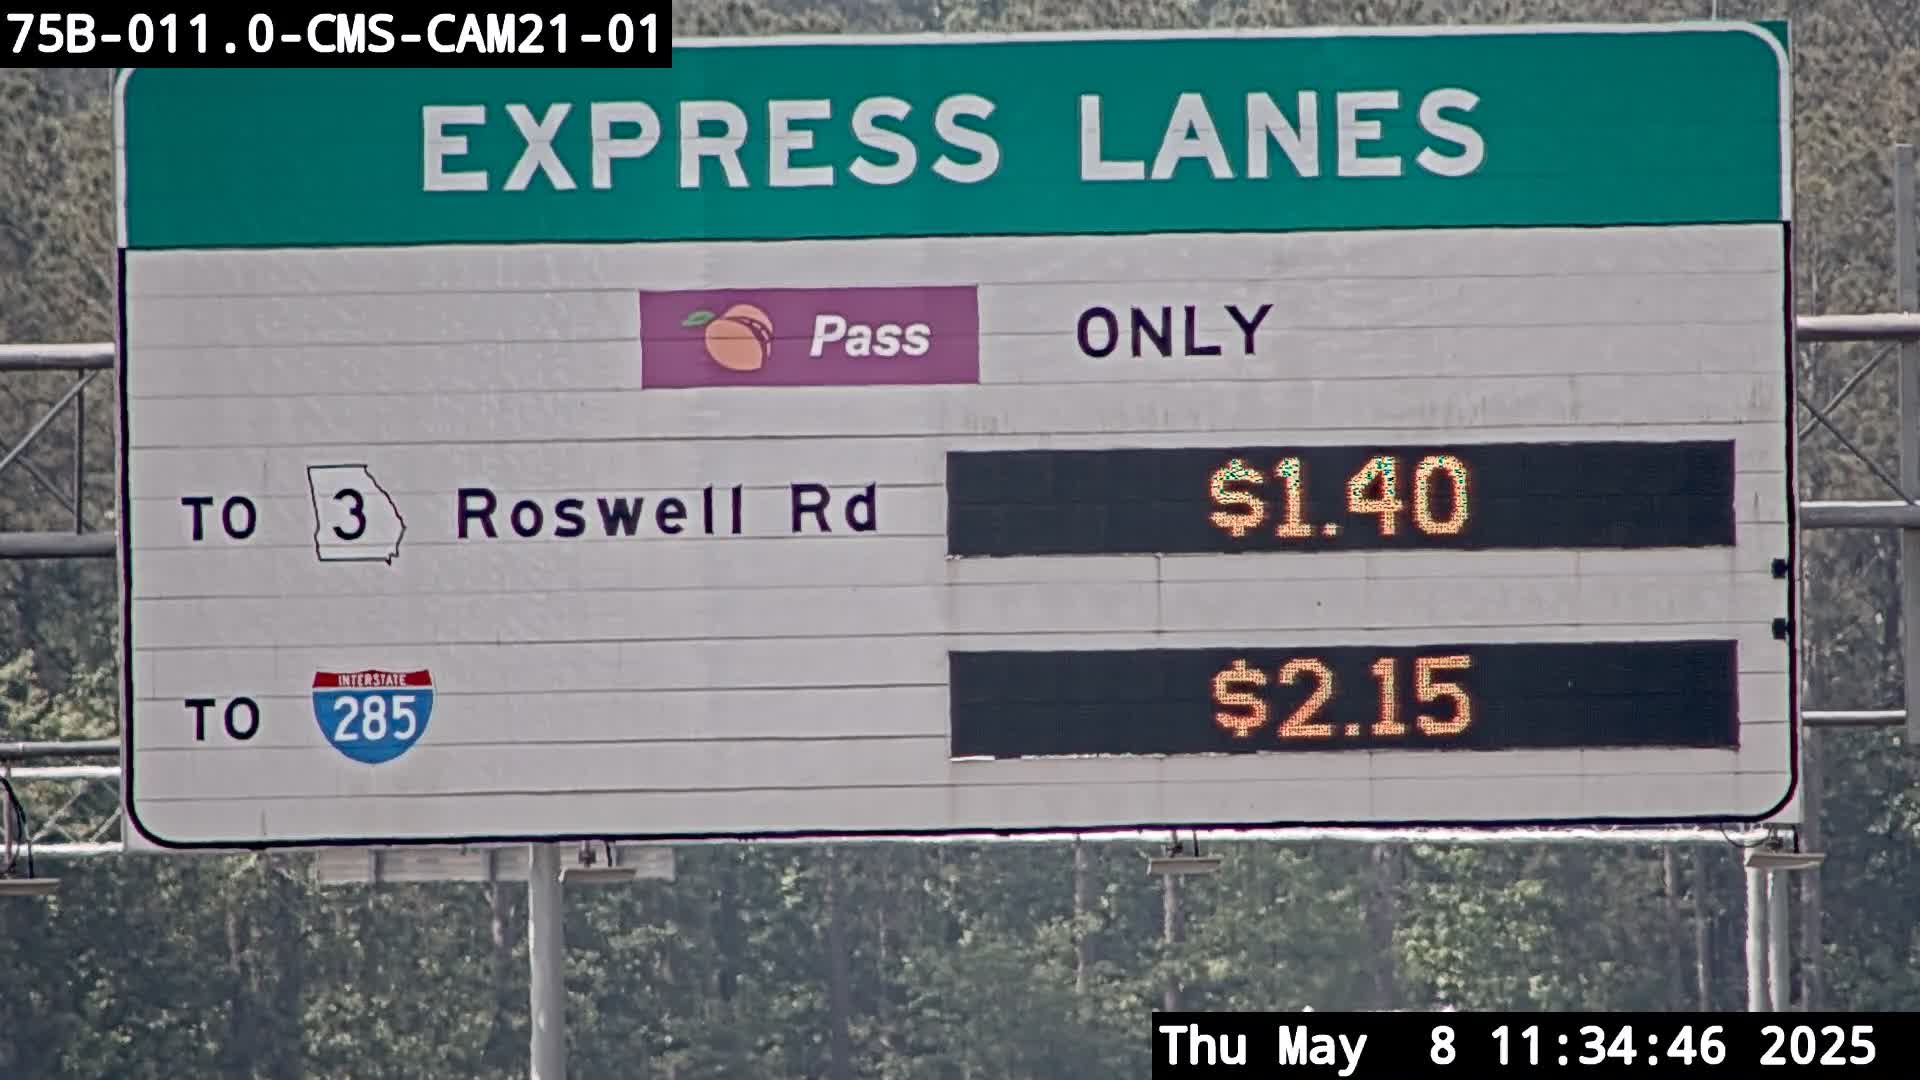 75B-011.0-CMS-CAM21-01
EXPRESS LANES
Pass ONLY
TO 3 Roswell Rd $1.40
TO INTERSTATE 285 $2.15
Thu May 8 11:34:46 2025